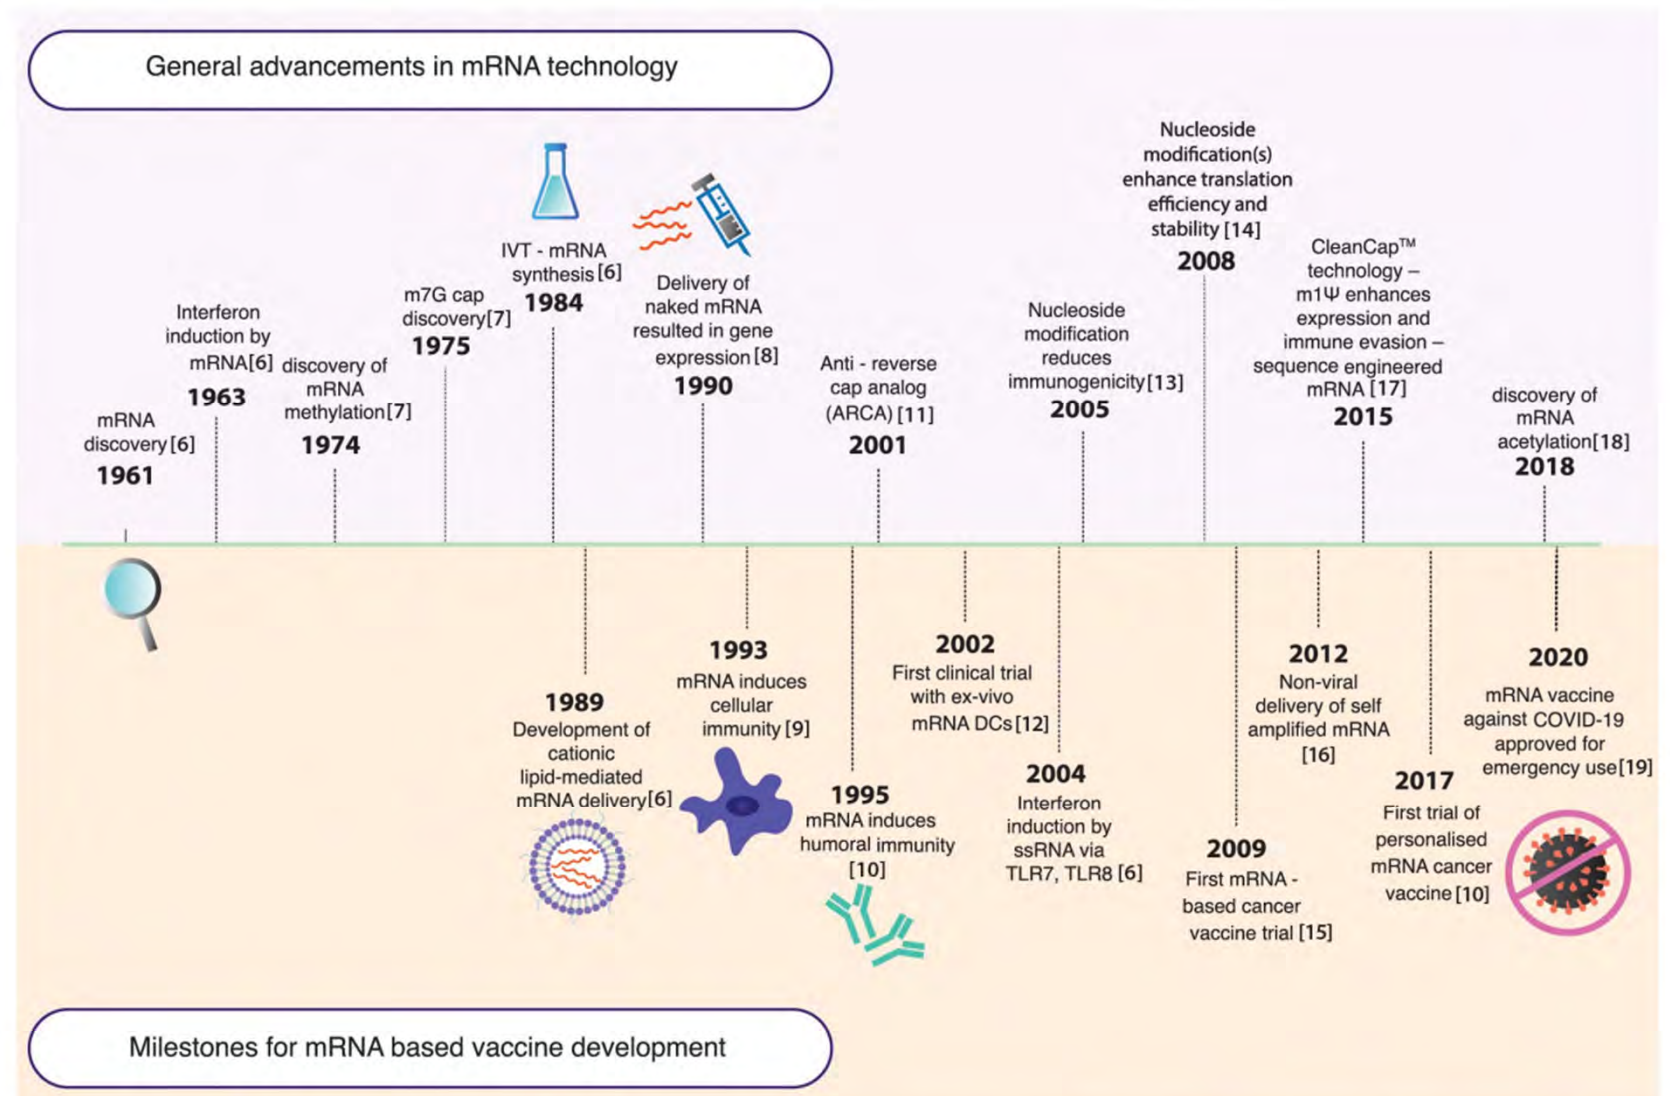 General advancements in mRNA technology
mRNA
discovery[6]
1961
Interferon
induction by
mRNA[6]
1963
discovery of
mRNA
methylation[7]
1974
m7G cap
discovery[7]
1975
IVT - mRNA
synthesis[6]
1984
Delivery of
naked mRNA
resulted in gene
expression[8]
1990
Anti - reverse
cap analog
(ARCA)[11]
2001
Nucleoside
modification
reduces
immunogenicity[13]
2005
Nucleoside
modification(s)
enhance translation
efficiency and
stability[14]
2008
CleanCap™
technology –
m1Ψ enhances
expression and
immune evasion –
sequence engineered
mRNA [17]
2015
discovery of
mRNA
acetylation[18]
2018
1989
Development of
cationic
lipid-mediated
mRNA delivery[6]
1993
mRNA induces
cellular
immunity[9]
1995
mRNA induces
humoral immunity
[10]
2002
First clinical trial
with ex-vivo
mRNA DCs[12]
2004
Interferon
induction by
ssRNA via
TLR7, TLR8 [6]
2009
First mRNA -
based cancer
vaccine trial [15]
2012
Non-viral
delivery of self
amplified mRNA
[16]
2017
First trial of
personalised
mRNA cancer
vaccine[10]
2020
mRNA vaccine
against COVID-19
approved for
emergency use[19]
Milestones for mRNA based vaccine development